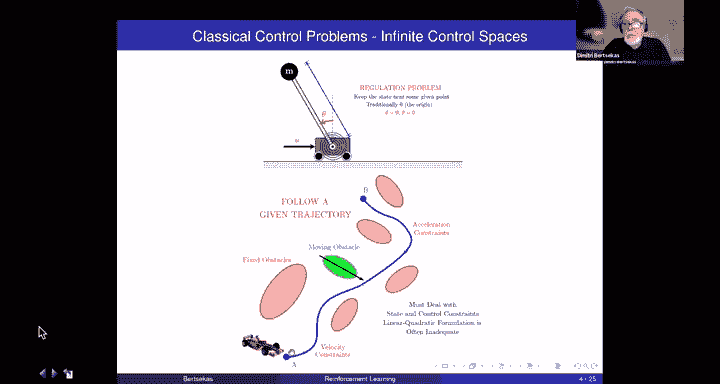 Classical Control Problems - Infinite Control Spaces
Dimitri Bertsekas
m
REGULATION PROBLEM
Keep the state near some given point
Traditionally 0 (the origin)
θ
u
FOLLOW A
GIVEN TRAJECTORY
B
Acceleration
Constraints
Moving Obstacle
Fixed Obstacles
Must Deal with
State and Control Constraints
Linear-Quadratic Formulation is
Often Inadequate
Velocity
Constraints
A
Bertsekas
Reinforcement Learning
4 / 25